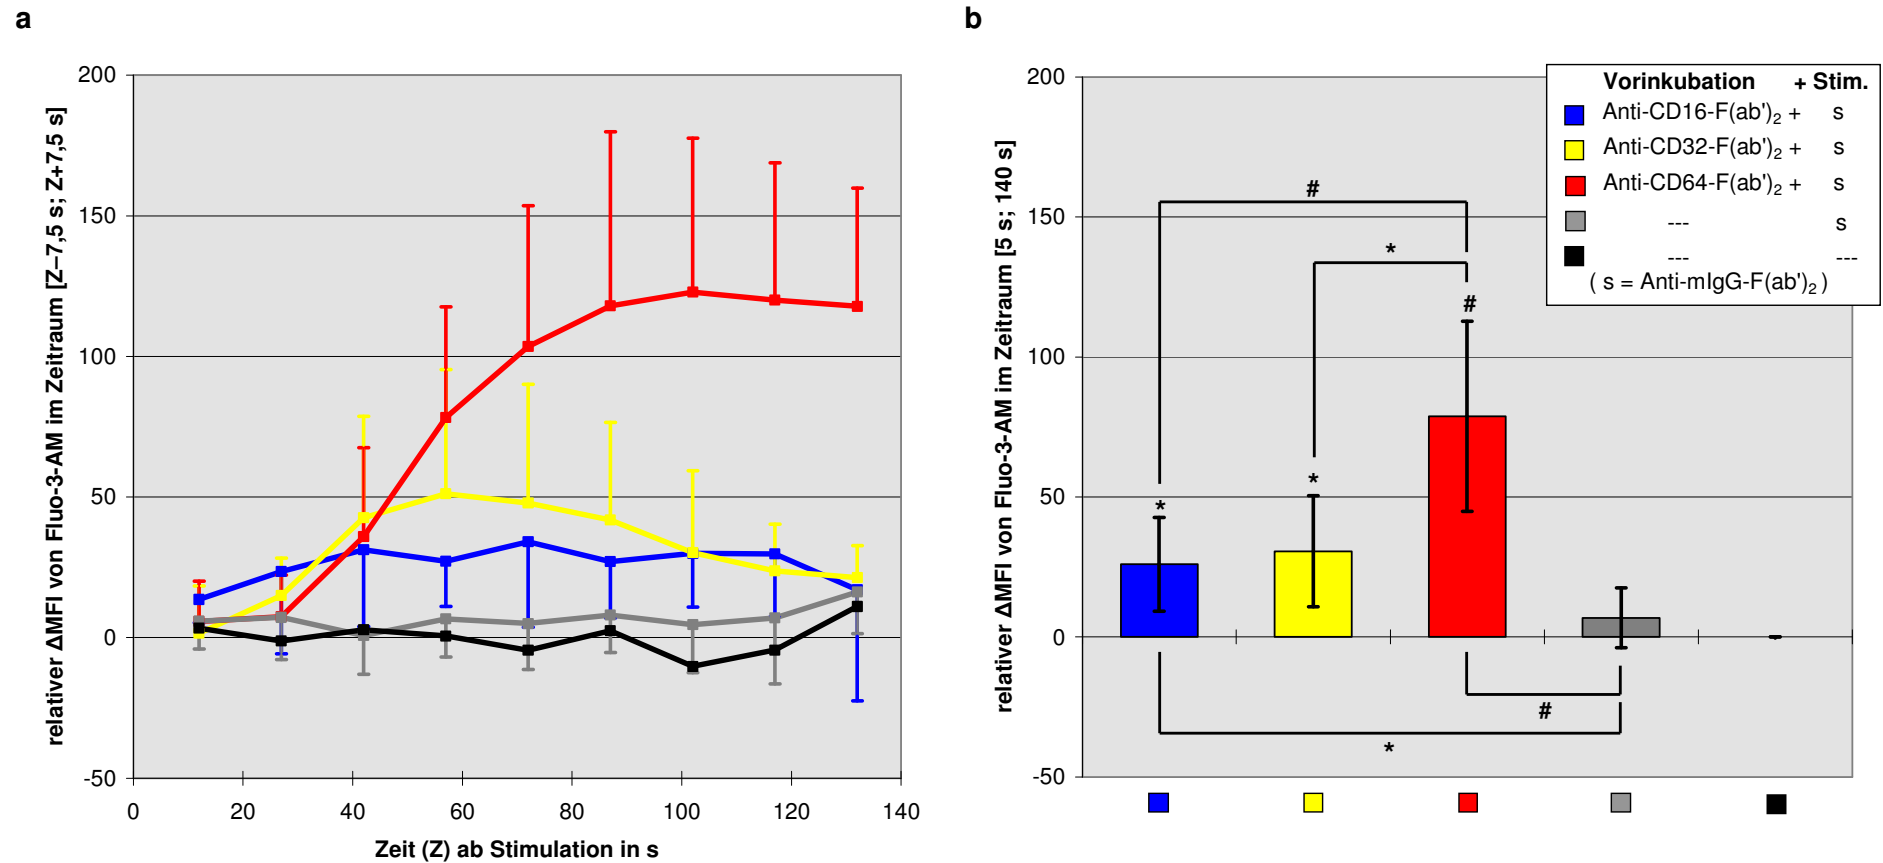 a
relativer ΔMFI von Fluo-3-AM im Zeitraum [Z–7,5 s; Z+7,5 s]
200
150
100
50
0
-50
0 20 40 60 80 100 120 140
Zeit (Z) ab Stimulation in s
b
relativer ΔMFI von Fluo-3-AM im Zeitraum [5 s; 140 s]
200
150
100
50
0
-50
#
*
#
*
*
#
*
Vorinkubation + Stim.
Anti-CD16-F(ab')₂ + s
Anti-CD32-F(ab')₂ + s
Anti-CD64-F(ab')₂ + s
--- s
--- ---
( s = Anti-mIgG-F(ab')₂ )